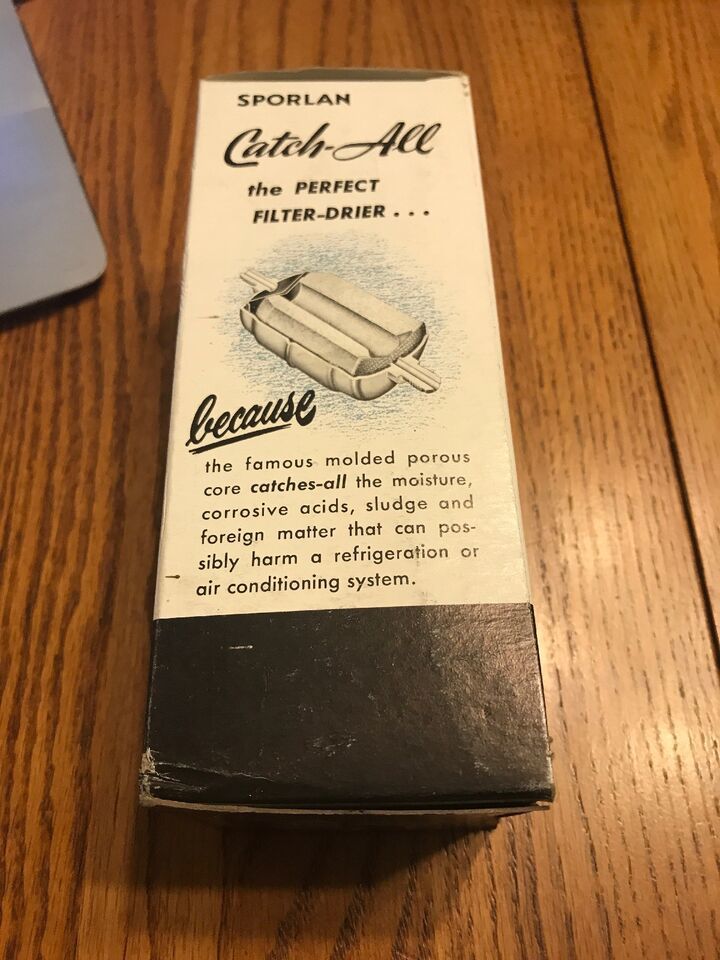 SPORLAN
Catch-All
the PERFECT
FILTER-DRIER . . .
because
the famous molded porous
core catches-all the moisture,
corrosive acids, sludge and
foreign matter that can pos-
sibly harm a refrigeration or
air conditioning system.